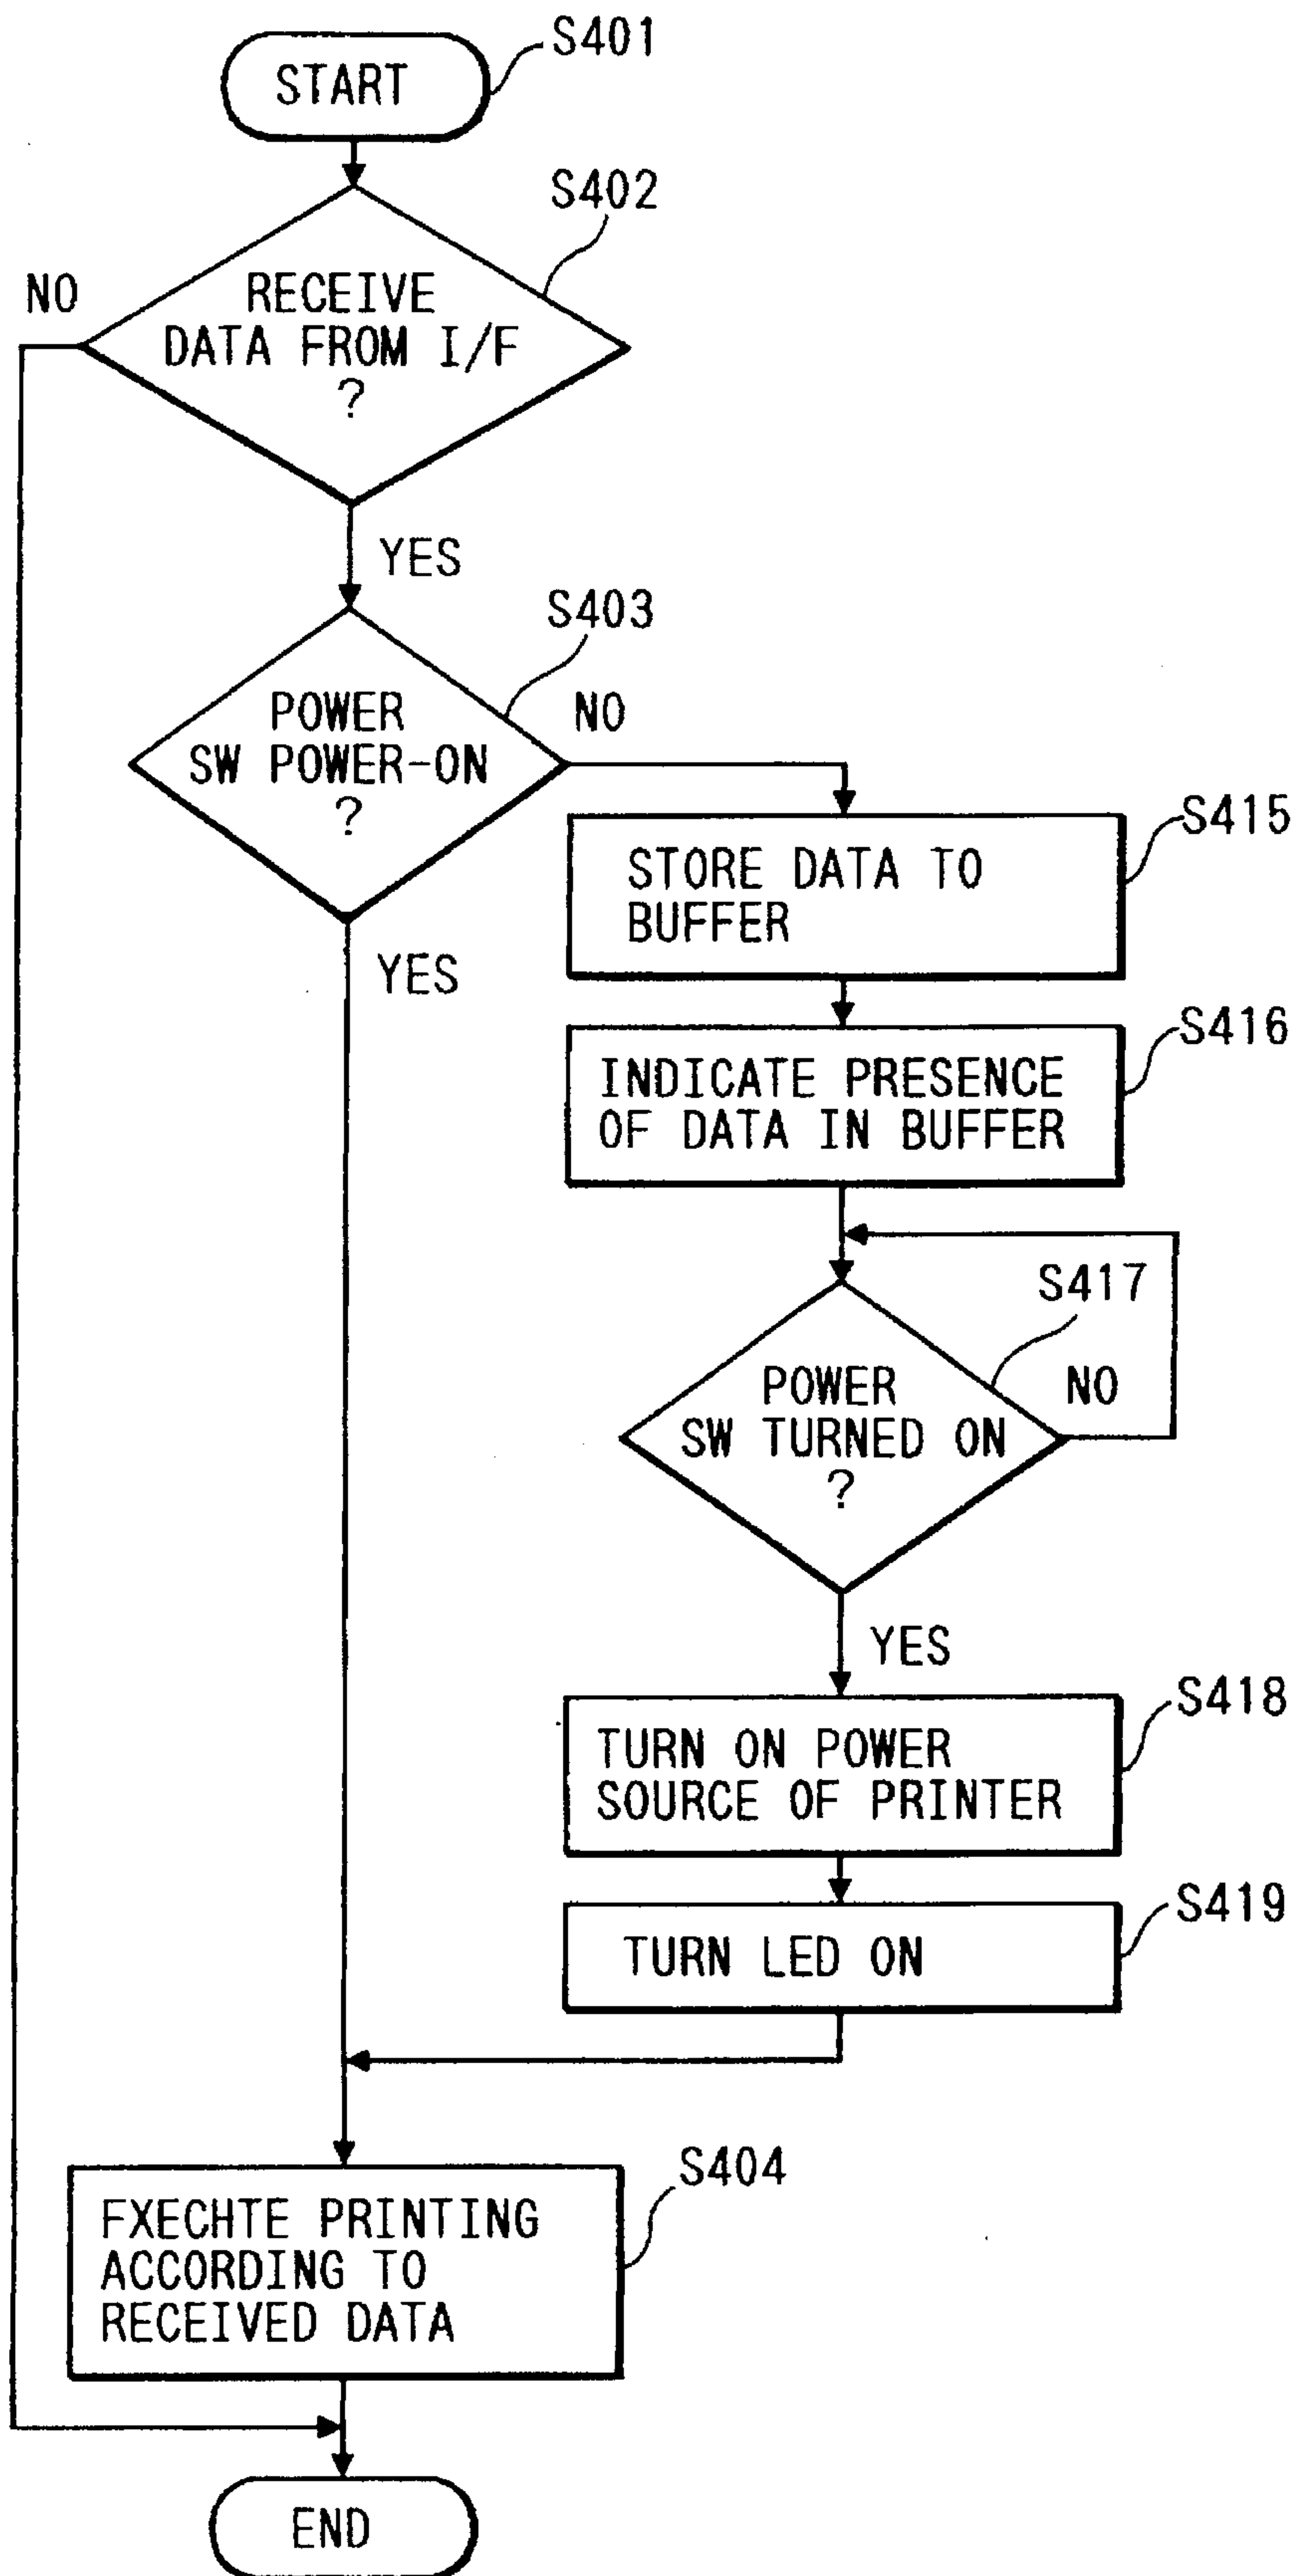 START
S401
S402
NO
RECEIVE
DATA FROM I/F
?
YES
S403
POWER
SW POWER-ON
?
NO
YES
S415
STORE DATA TO
BUFFER
S416
INDICATE PRESENCE
OF DATA IN BUFFER
S417
POWER
SW TURNED ON
?
NO
YES
S418
TURN ON POWER
SOURCE OF PRINTER
S419
TURN LED ON
S404
FXECHTE PRINTING
ACCORDING TO
RECEIVED DATA
END